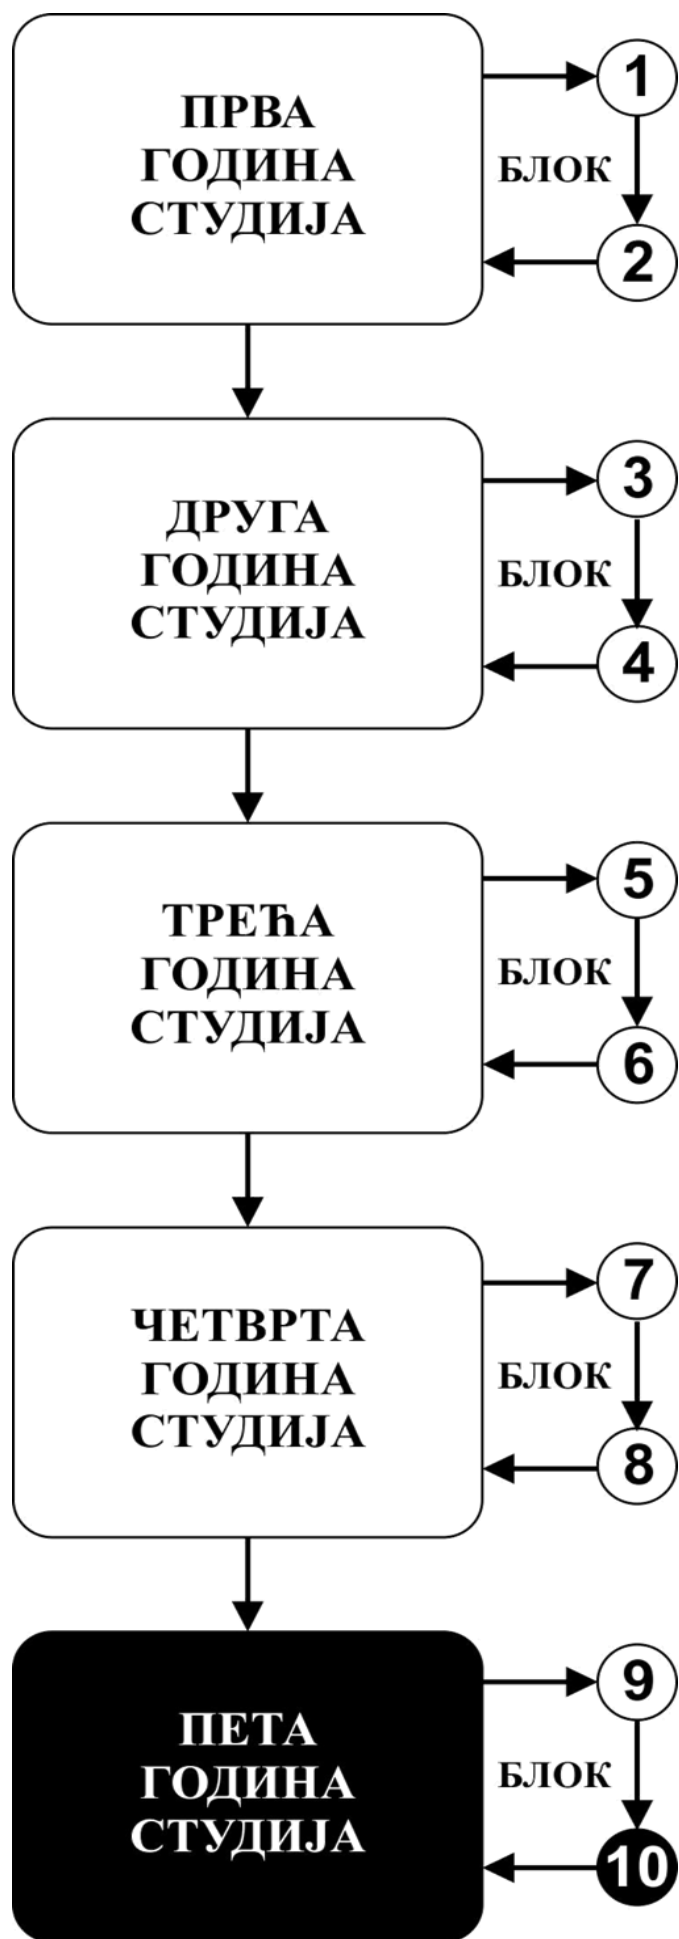 ПРВА
ГОДИНА
СТУДИЈА
1
БЛОК
2
ДРУГА
ГОДИНА
СТУДИЈА
3
БЛОК
4
ТРЕЋА
ГОДИНА
СТУДИЈА
5
БЛОК
6
ЧЕТВРТА
ГОДИНА
СТУДИЈА
7
БЛОК
8
ПЕТА
ГОДИНА
СТУДИЈА
9
БЛОК
10